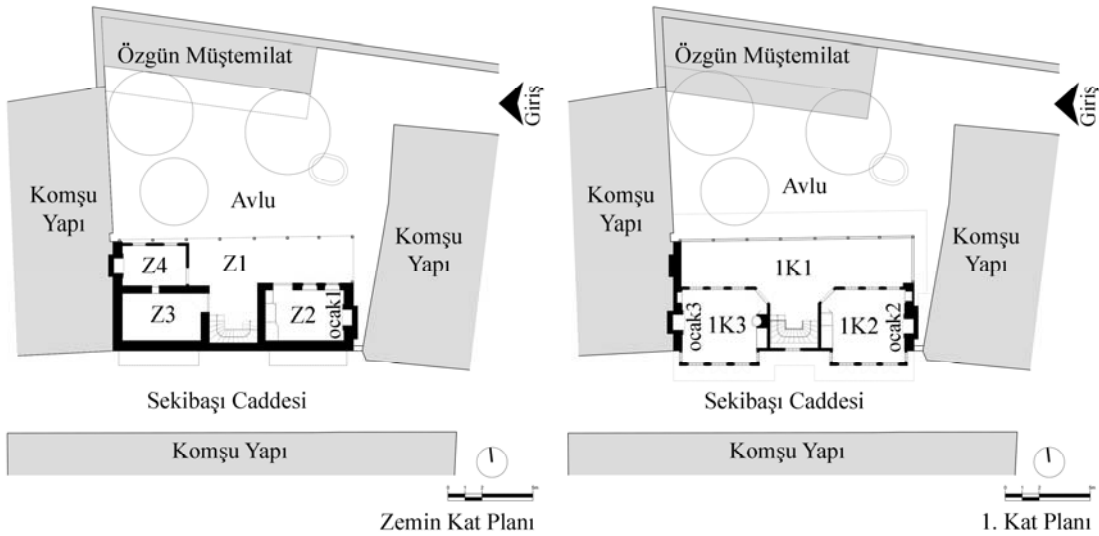 Özgün Müştemilat
Giriş
Komşu
Yapı
Avlu
Komşu
Yapı
Z4
Z1
Z3
Z2
ocak1
Sekibaşı Caddesi
Komşu Yapı
Zemin Kat Planı
Özgün Müştemilat
Giriş
Komşu
Yapı
Avlu
Komşu
Yapı
1K1
ocak3
1K3
1K2
ocak2
Sekibaşı Caddesi
Komşu Yapı
1. Kat Planı